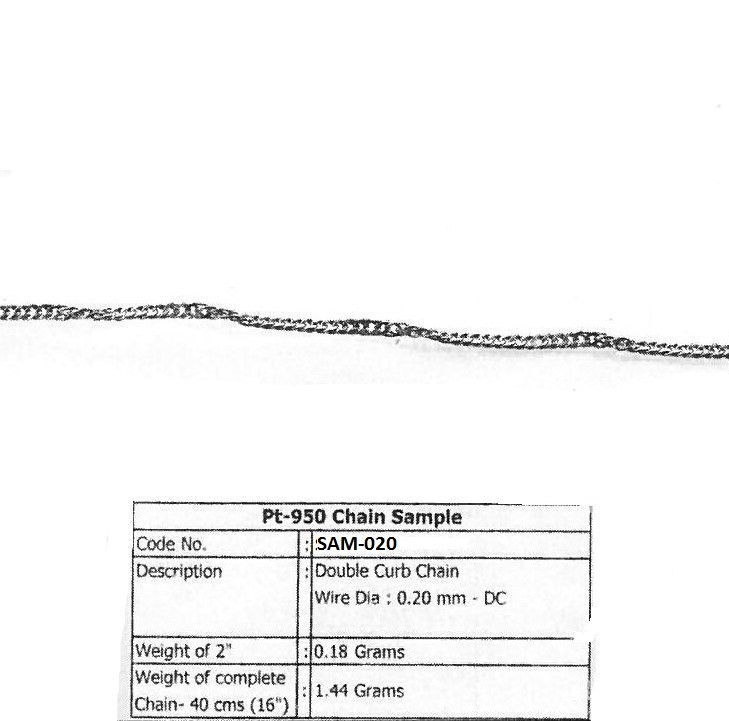 Pt-950 Chain Sample
Code No. : SAM-020
Description : Double Curb Chain
Wire Dia : 0.20 mm - DC
Weight of 2" : 0.18 Grams
Weight of complete
Chain- 40 cms (16") : 1.44 Grams